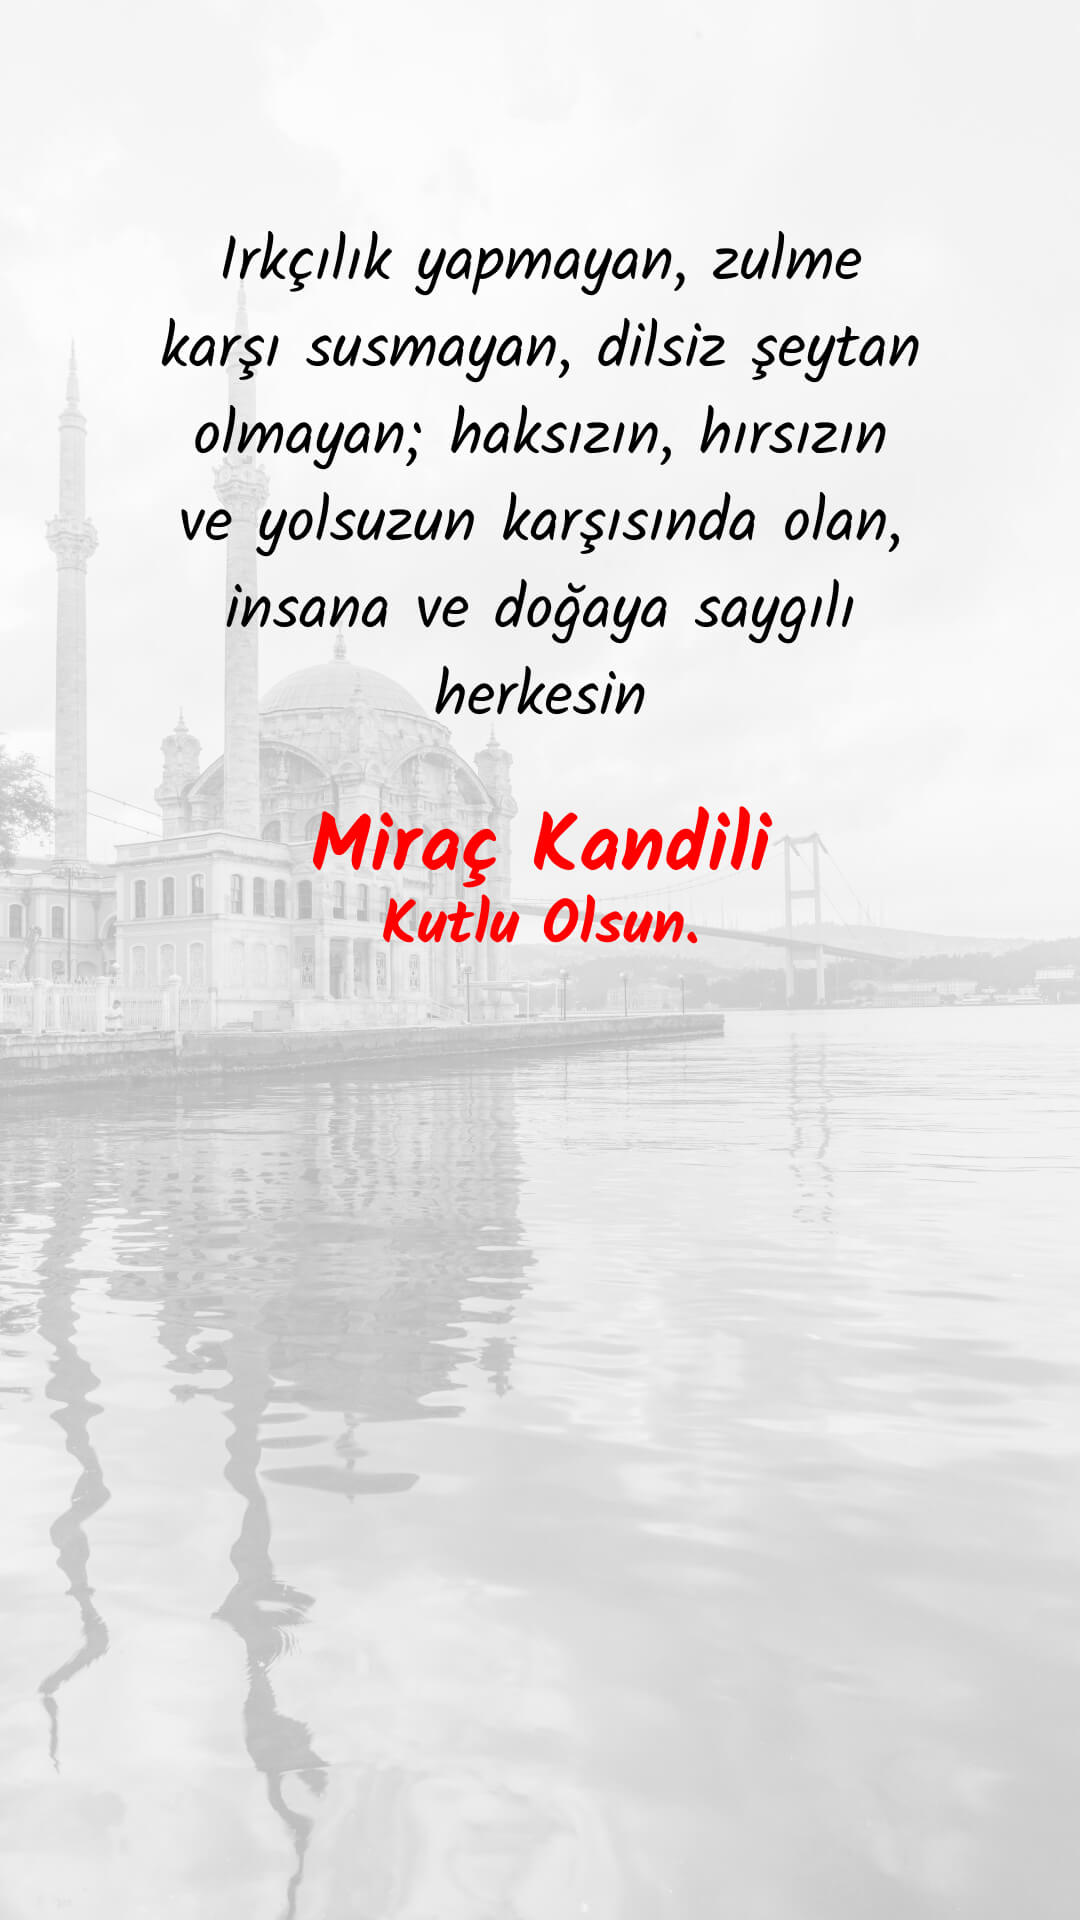 Irkçılık yapmayan, zulme
karşı susmayan, dilsiz şeytan
olmayan; haksızın, hırsızın
ve yolsuzun karşısında olan,
insana ve doğaya saygılı
herkesin
Miraç Kandili
Kutlu Olsun.